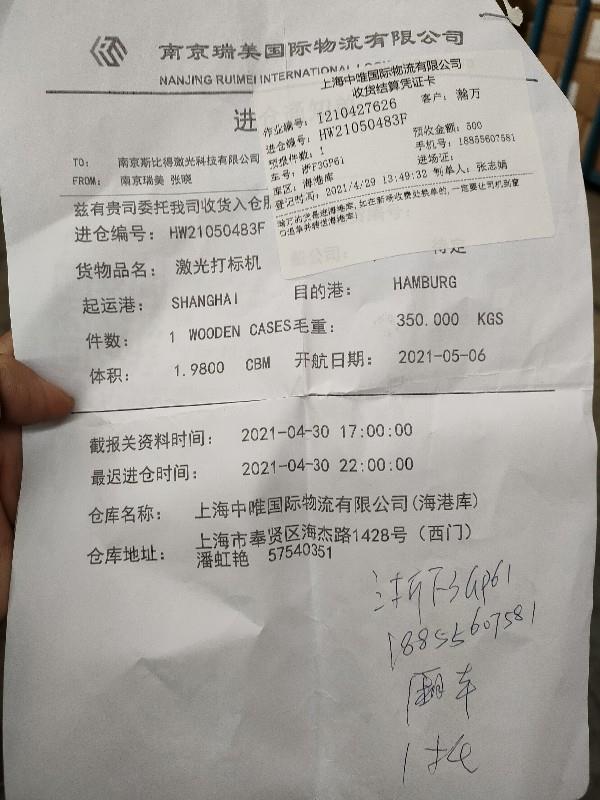 南京瑞美国际物流有限公司
NANJING RUIMEI INTERNATIONAL
上海中唯国际物流有限公司
收货结算凭证卡
作业编号: I210427626 客户: 瀚万
进仓编号: HW21050483F
预报件数: 1 预收金额: 500
车号: 浙F3GP61 手机号: 18855607581
车区: 海港库 进场证:
登记时间: 2021/4/29 13:49:32 制单人: 张志娟
进
TO: 南京斯比得激光科技有限公司
FROM: 南京瑞美 张晓
兹有贵司委托我司收货入仓
进仓编号: HW21050483F
货物品名: 激光打标机
起运港: SHANGHAI 目的港: HAMBURG
件数: 1 WOODEN CASES 毛重: 350.000 KGS
体积: 1.9800 CBM 开航日期: 2021-05-06
截报关资料时间: 2021-04-30 17:00:00
最迟进仓时间: 2021-04-30 22:00:00
仓库名称: 上海中唯国际物流有限公司(海港库)
仓库地址: 上海市奉贤区海杰路1428号 (西门)
潘虹艳 57540351
浙F3GP61
18855607581
厢车
1托